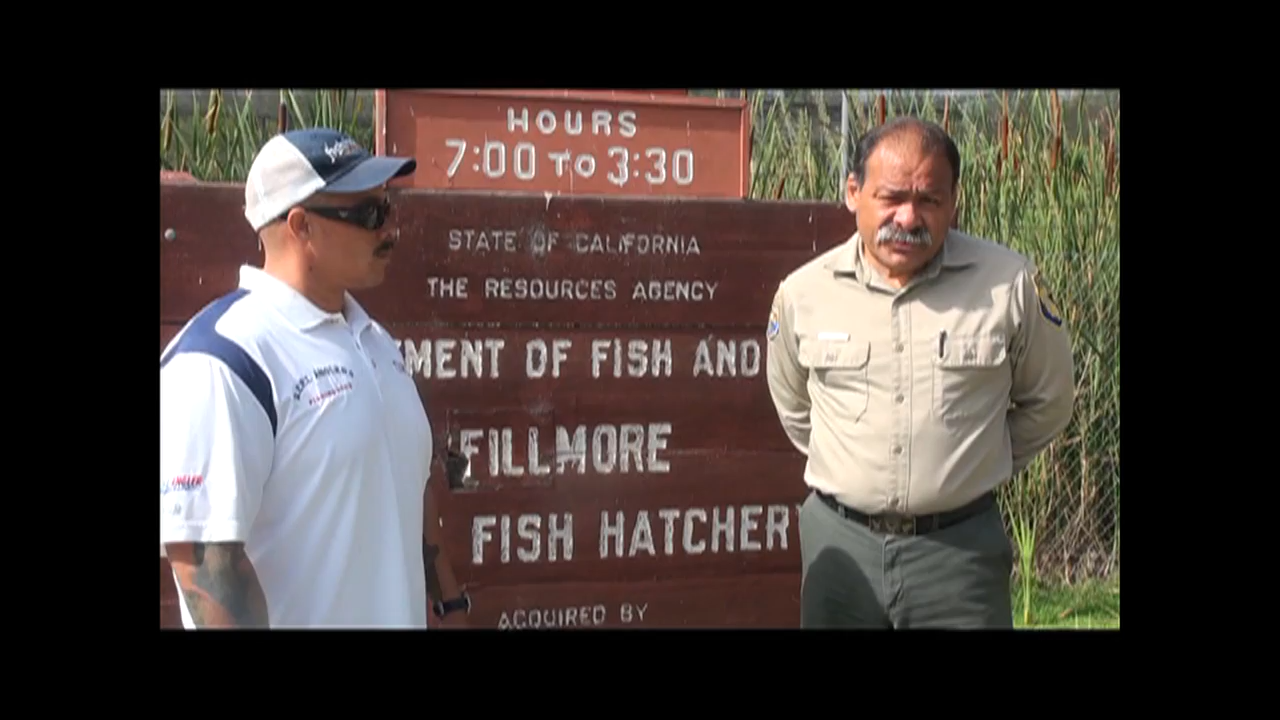 HOURS
7:00 TO 3:30
STATE OF CALIFORNIA
THE RESOURCES AGENCY
MENT OF FISH AND
FILLMORE
FISH HATCHERY
ACQUIRED BY